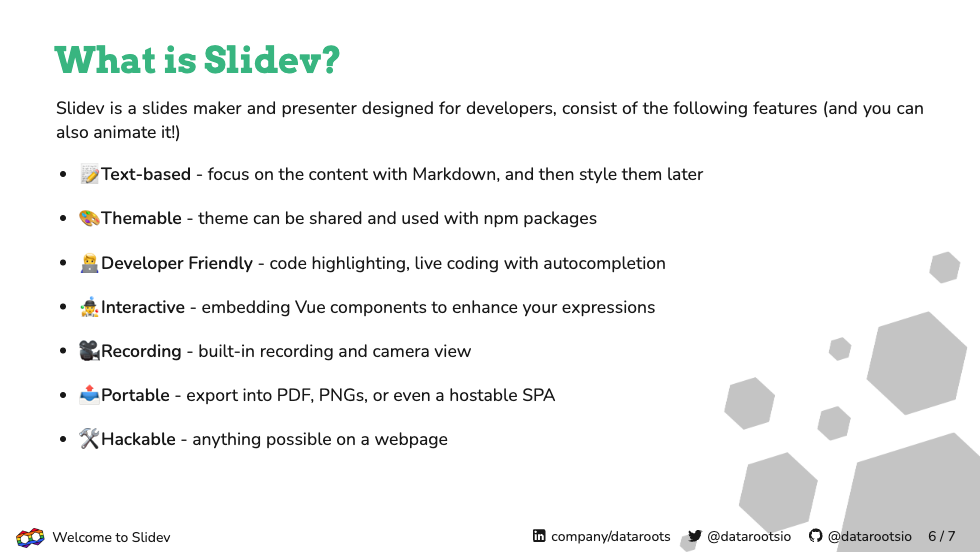 What is Slidev?
Slidev is a slides maker and presenter designed for developers, consist of the following features (and you can
also animate it!)
• 📝Text-based - focus on the content with Markdown, and then style them later
• 🎨Themable - theme can be shared and used with npm packages
• 🧑‍💻Developer Friendly - code highlighting, live coding with autocompletion
• 🤹Interactive - embedding Vue components to enhance your expressions
• 🎥Recording - built-in recording and camera view
• 📤Portable - export into PDF, PNGs, or even a hostable SPA
• 🛠Hackable - anything possible on a webpage
Welcome to Slidev company/dataroots @datarootsio @datarootsio 6 / 7